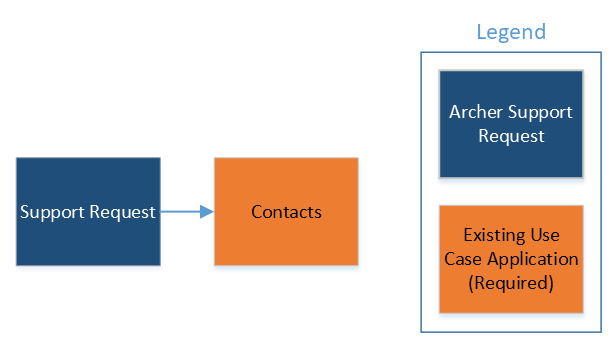 Legend
Archer Support
Request
Support Request
Contacts
Existing Use
Case Application
(Required)